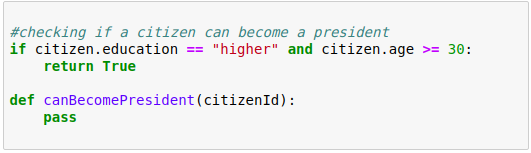 #checking if a citizen can become a president
if citizen.education == "higher" and citizen.age >= 30:
    return True
def canBecomePresident(citizenId):
    pass